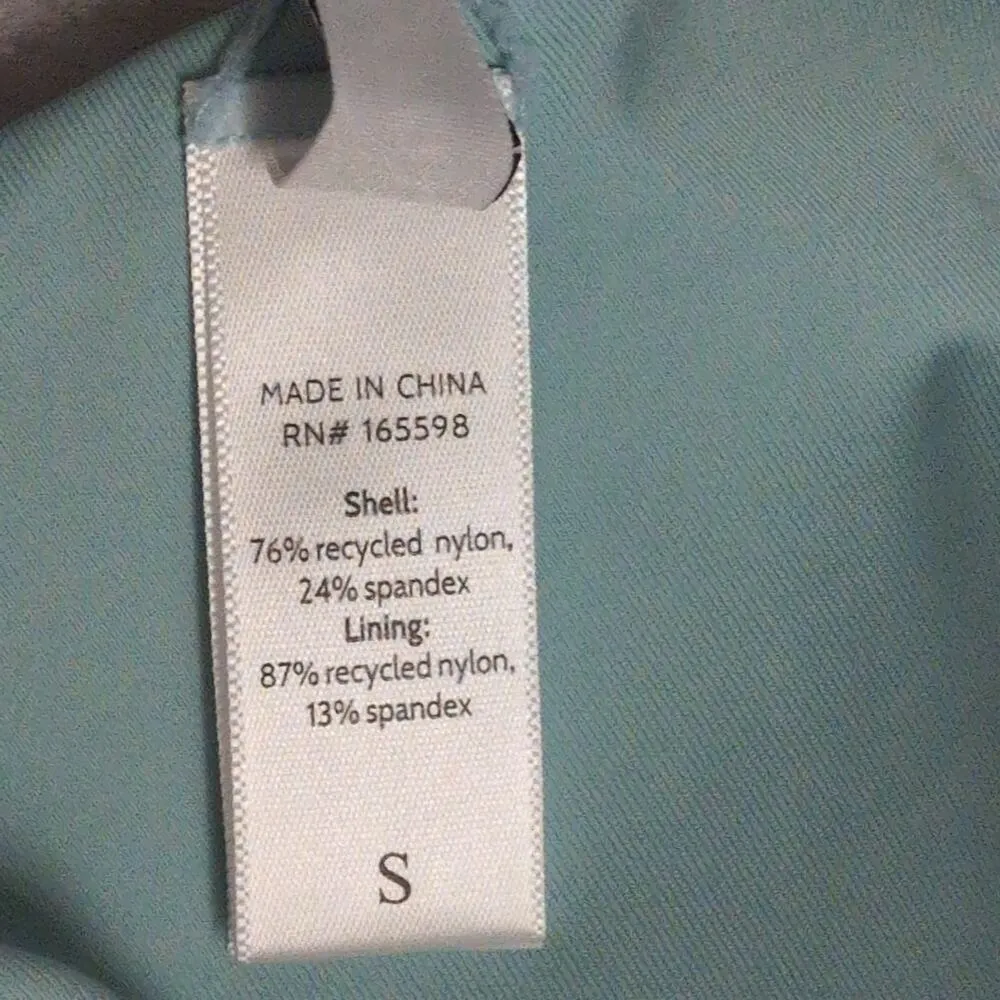 MADE IN CHINA
RN# 165598
Shell:
76% recycled nylon,
24% spandex
Lining:
87% recycled nylon,
13% spandex
S